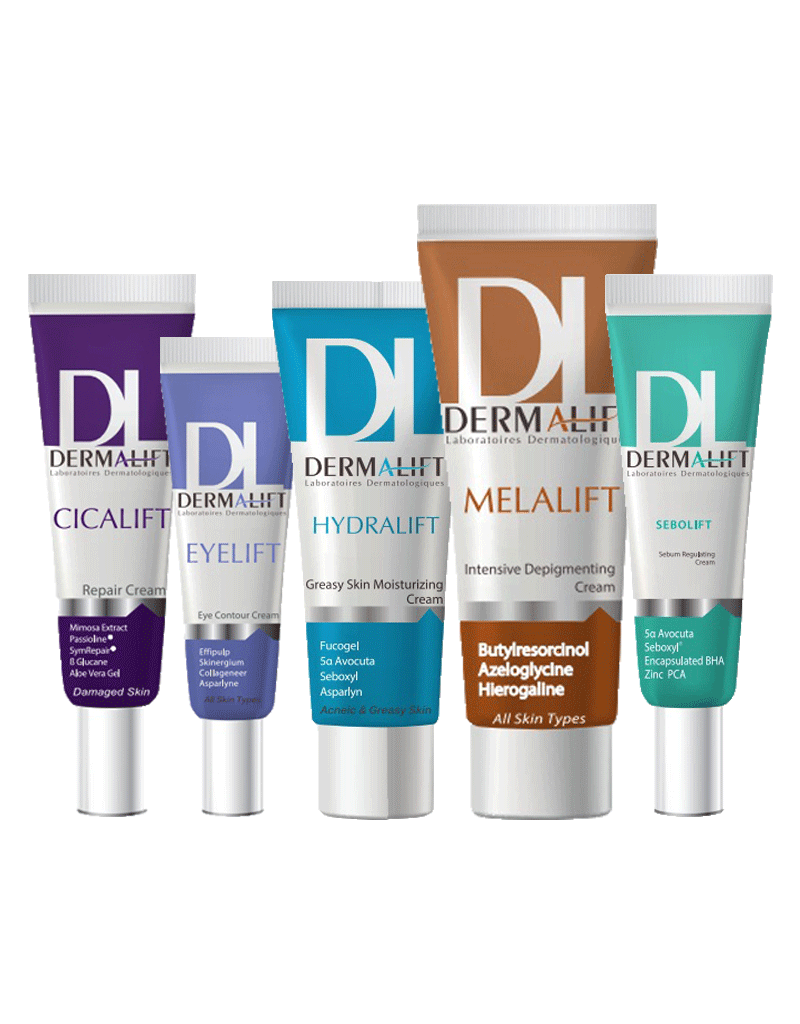 DL
DERMALIFT
Laboratoires Dermatologiques
CICALIFT
Repair Cream
Mimosa Extract
Passioline
SymRepair
ß Glucane
Aloe Vera Gel
Damaged Skin
DL
DERMALIFT
Laboratoires Dermatologiques
EYELIFT
Eye Contour Cream
Effipulp
Skinergium
Collageneer
Asparlyne
All Skin Types
DL
DERMALIFT
Laboratoires Dermatologiques
HYDRALIFT
Greasy Skin Moisturizing
Cream
Fucogel
5α Avocuta
Seboxyl
Asparlyn
Acneic & Greasy Skin
DL
DERMALIFT
Laboratoires Dermatologiqu
MELALIFT
Intensive Depigmenting
Cream
Butylresorcinol
Azeloglycine
Hierogaline
All Skin Types
DL
DERMALIFT
Laboratoires Dermatologiques
SEBOLIFT
Sebum Regulating
Cream
5α Avocuta
Seboxyl
Encapsulated BHA
Zinc PCA